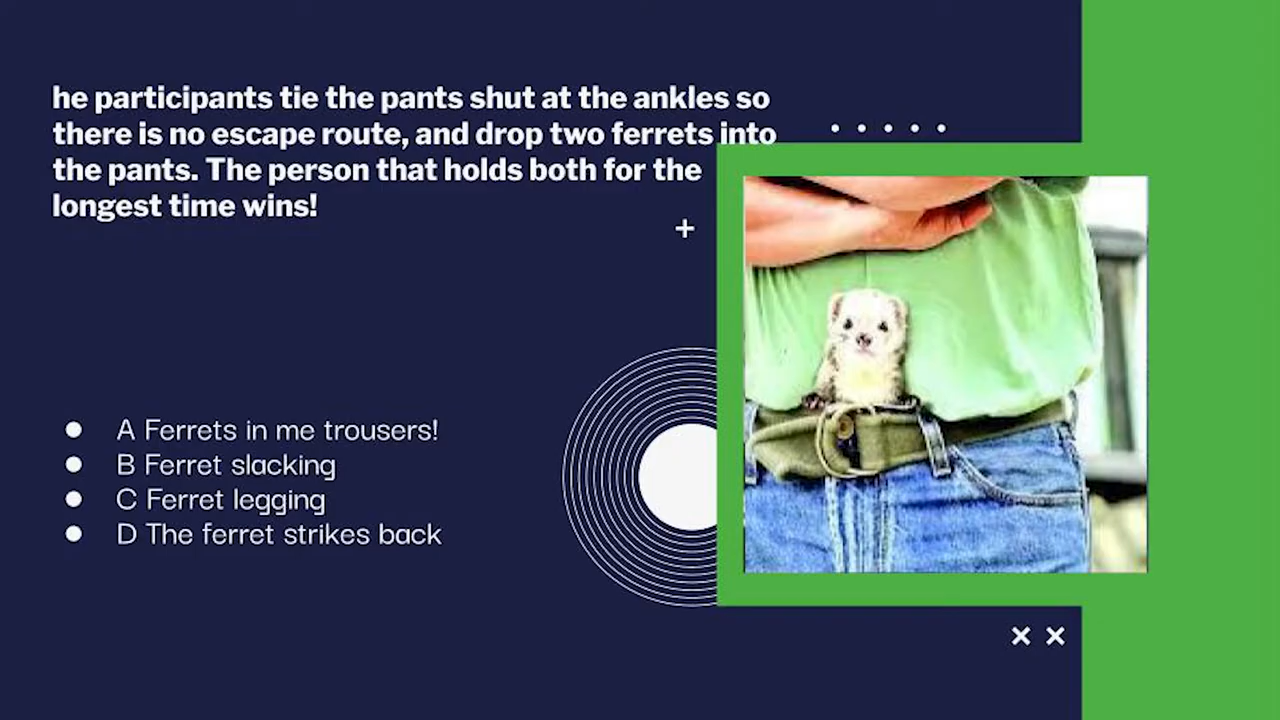 he participants tie the pants shut at the ankles so
there is no escape route, and drop two ferrets into
the pants. The person that holds both for the
longest time wins!
● A Ferrets in me trousers!
● B Ferret slacking
● C Ferret legging
● D The ferret strikes back